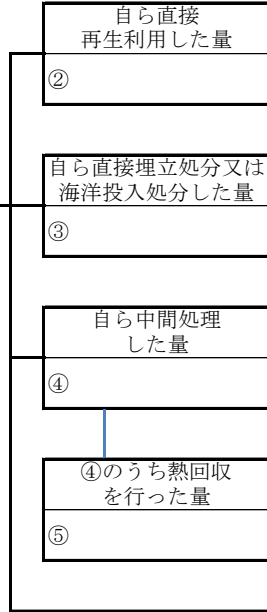 自ら直接
再生利用した量
②
自ら直接埋立処分又は
海洋投入処分した量
③
自ら中間処理
した量
④
④のうち熱回収
を行った量
⑤